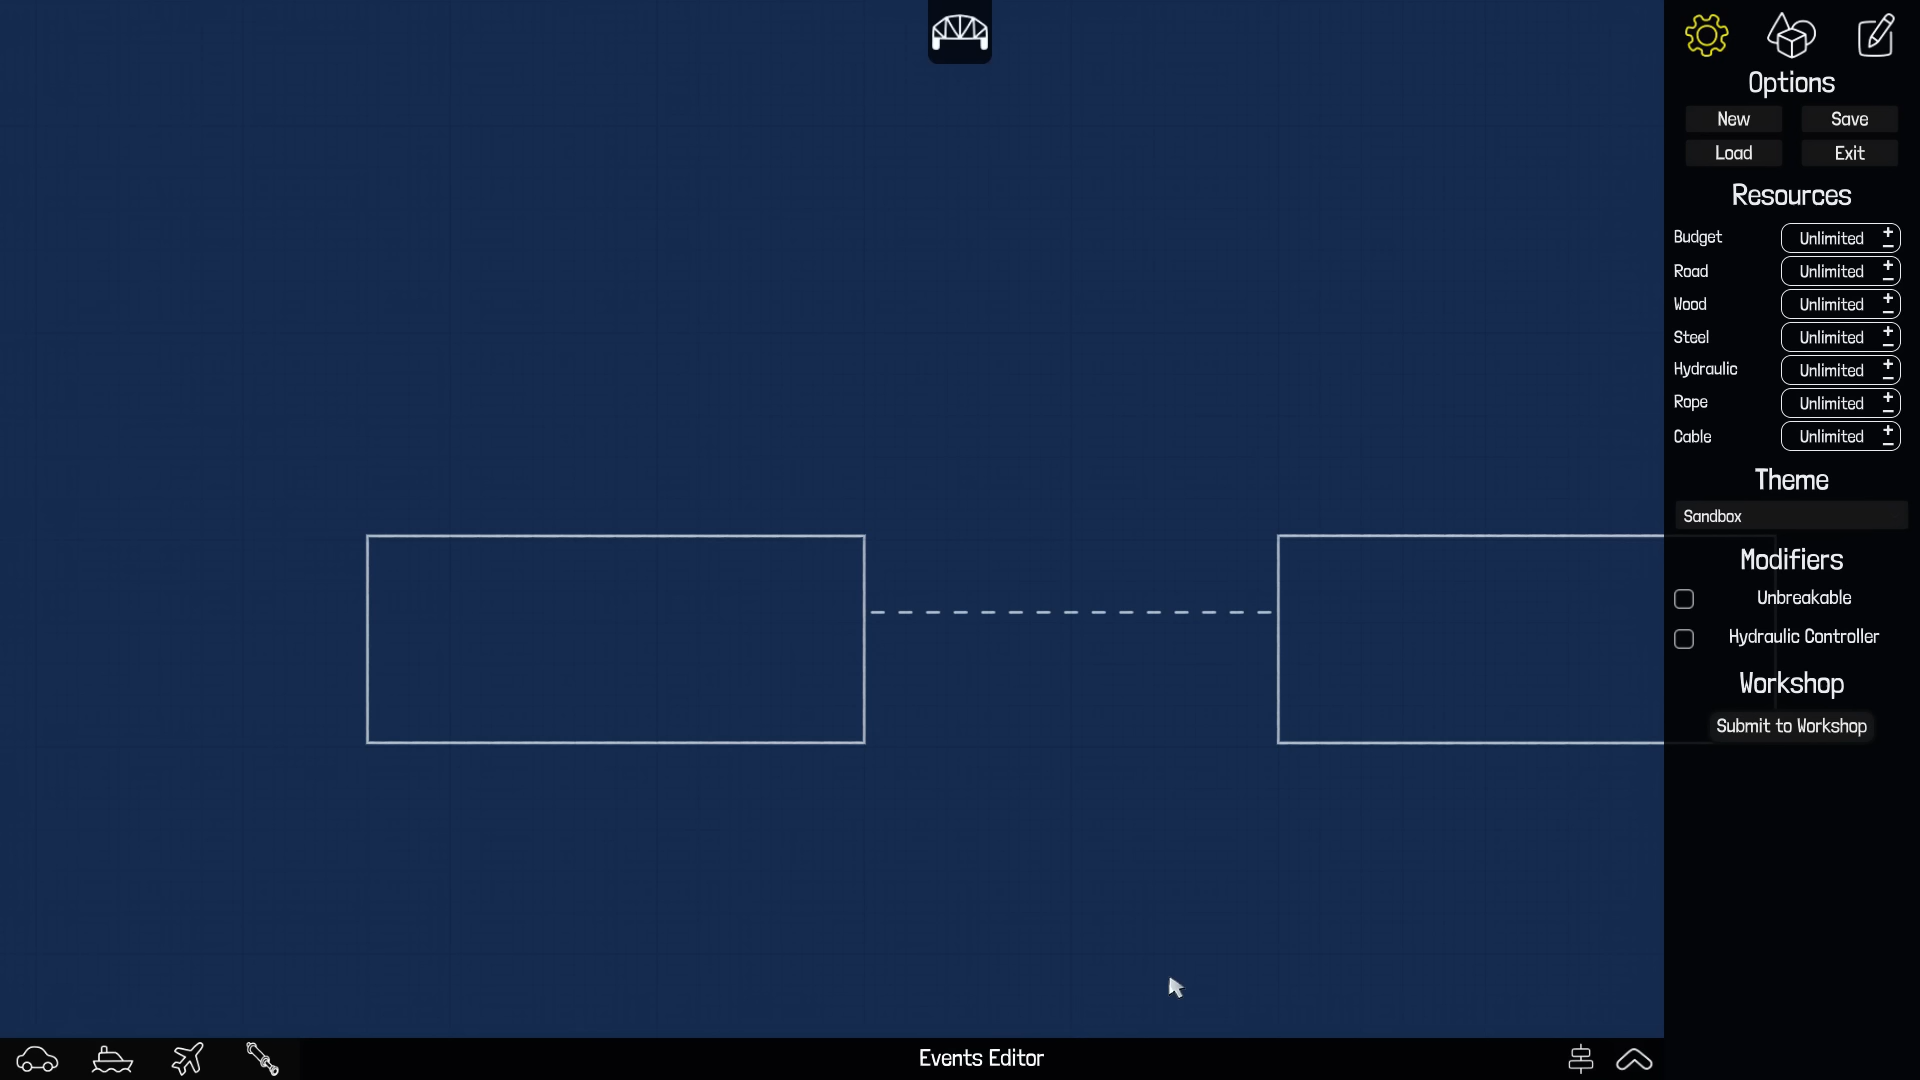 Options
New Save
Load Exit
Resources
Budget Unlimited
Road Unlimited
Wood Unlimited
Steel Unlimited
Hydraulic Unlimited
Rope Unlimited
Cable Unlimited
Theme
Sandbox
Modifiers
Unbreakable
Hydraulic Controller
Workshop
Submit to Workshop
Events Editor